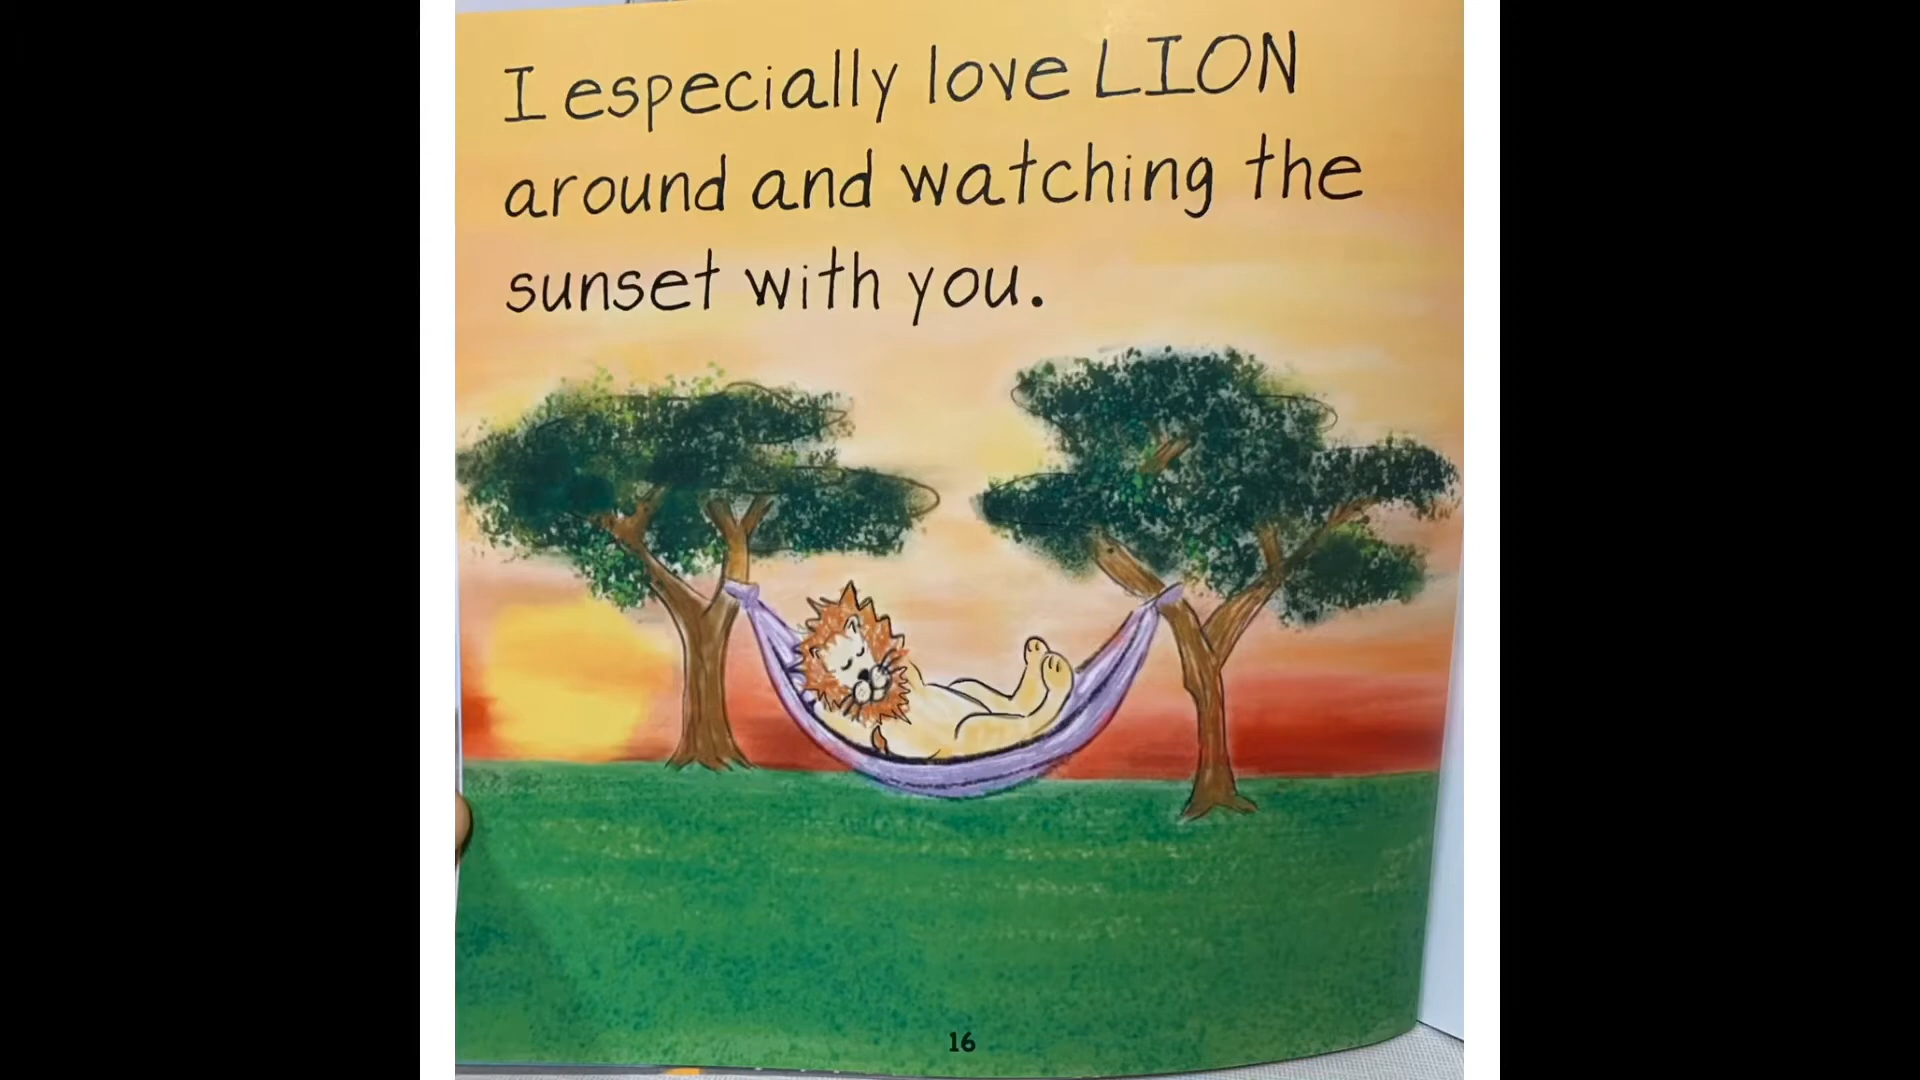 I especially love LION
around and watching the
sunset with you.
16